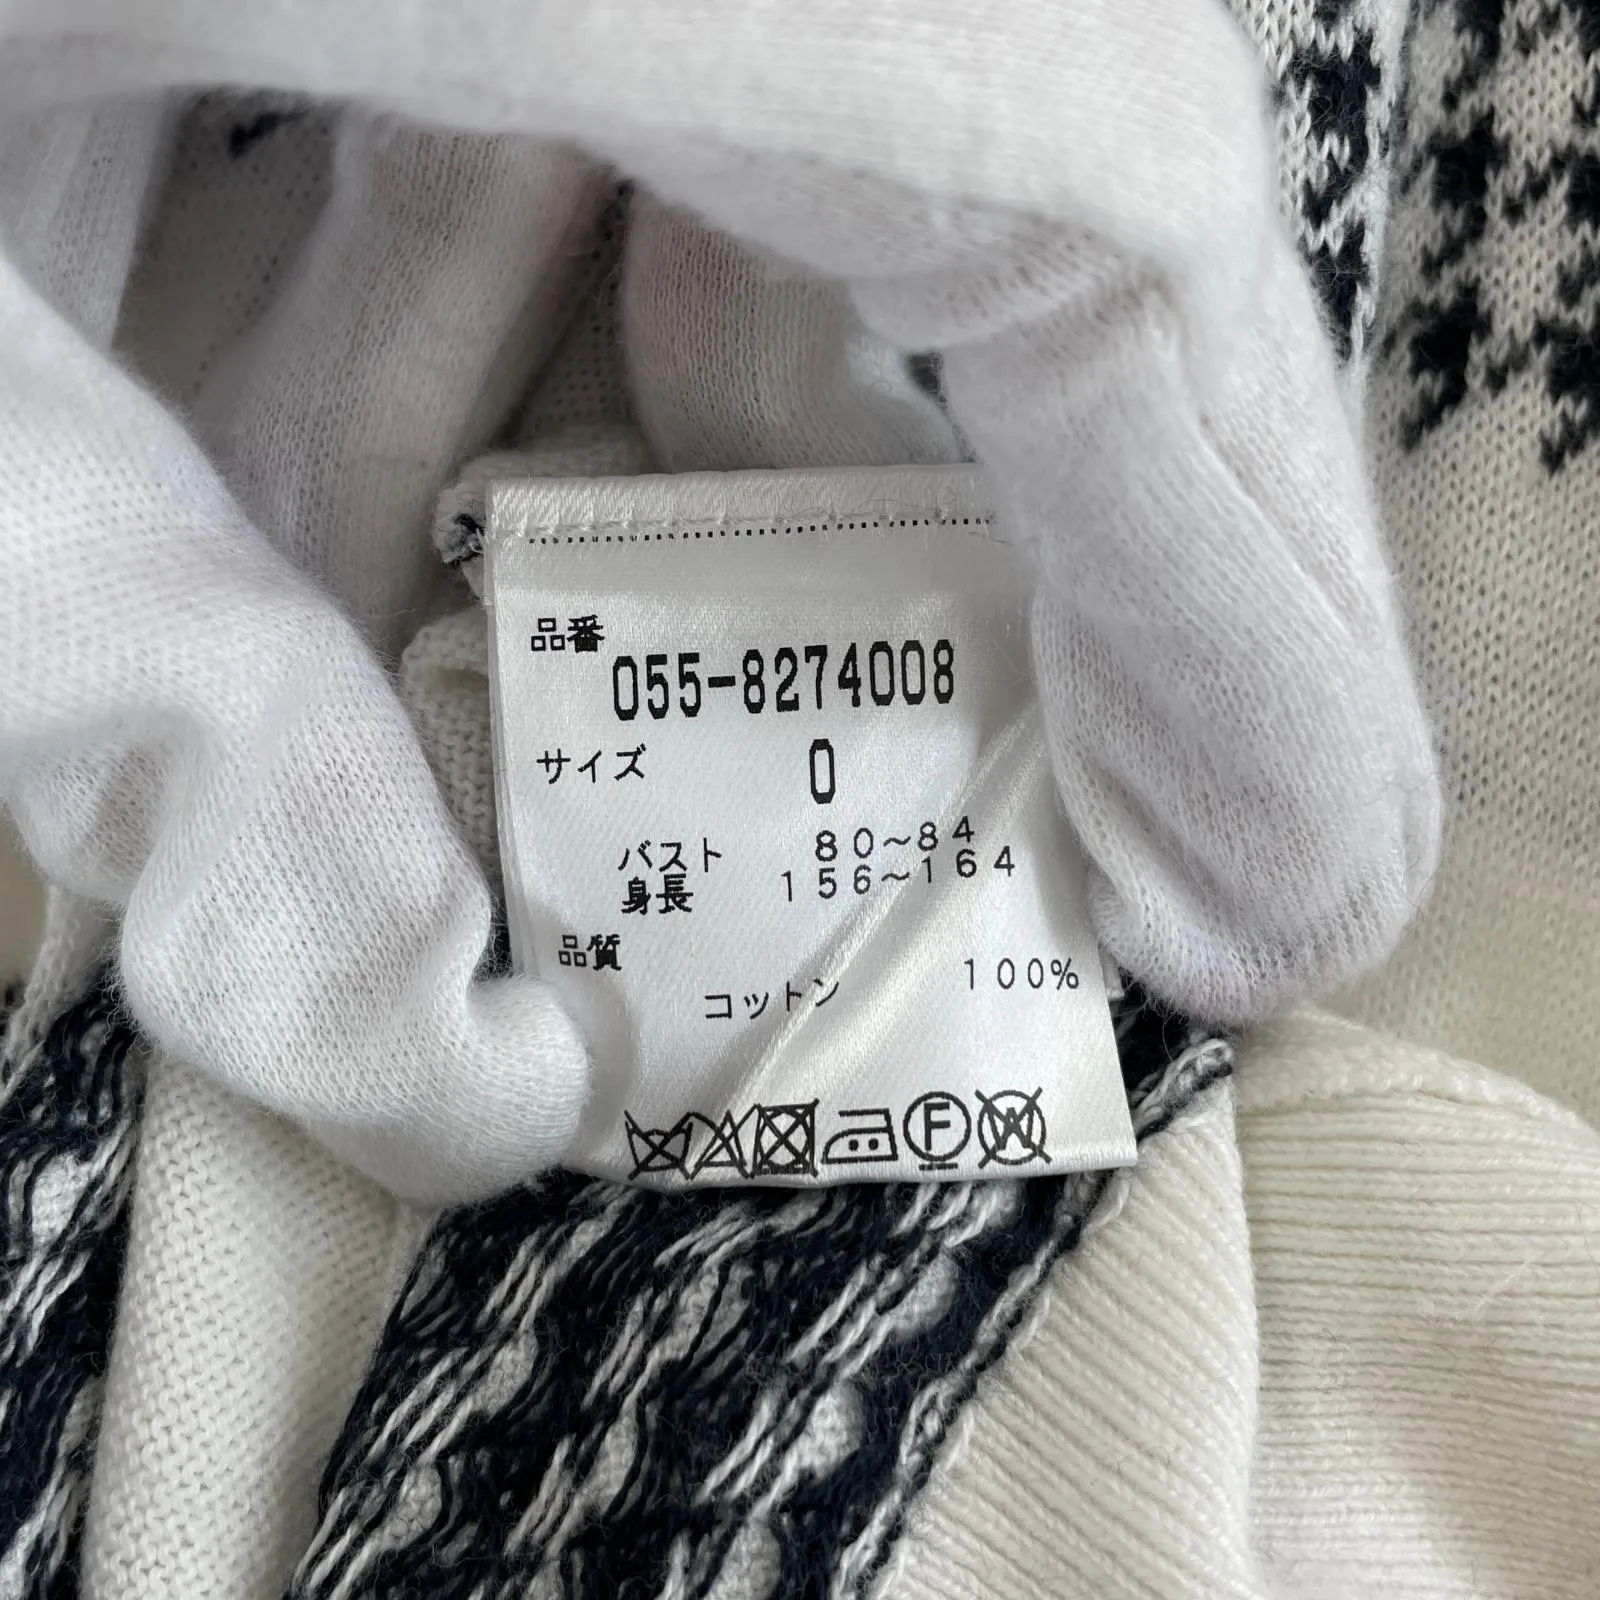 品番
055-8274008
サイズ 0
バスト 80~84
身長 156~164
品質
コットン 100%
F W